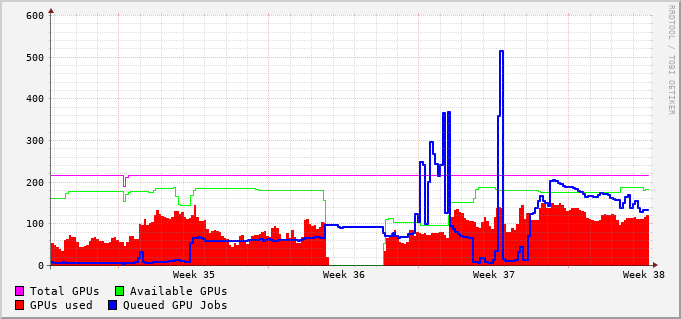 600
500
400
300
200
100
0
Week 35 Week 36 Week 37 Week 38
Total GPUs Available GPUs
GPUs used Queued GPU Jobs
RRDTOOL / TOBI OETIKER